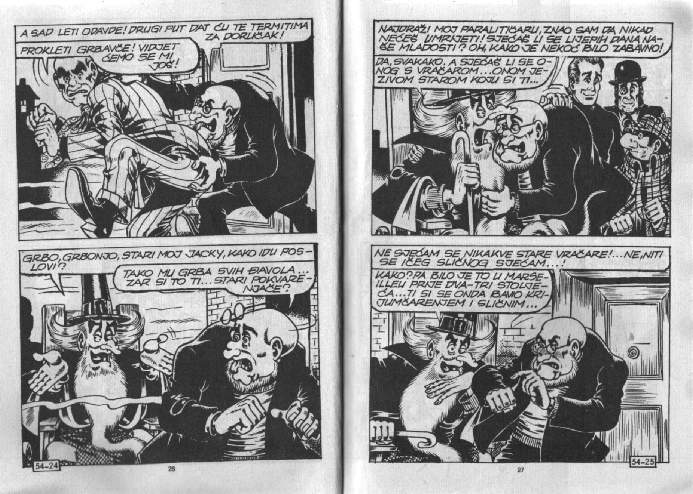 A SAD LETI ODAVDE! DRUGI PUT DAT ĆU TE TERMITIMA
ZA DORUČAK!
PROKLETI GRBAVČE! VIDJET
ĆEMO SE MI
JOŠ!
GRBO, GRBONJO, STARI MOJ JACKY, KAKO IDU POS-
LOVI?
TAKO MU GRBA SVIH ĐAVOLA...
ZAR SI TO TI... STARI POKVARE-
NJAČE?
54-24
26
NAJDRAŽI MOJ PARALITIČARU, ZNAO SAM DA NIKAD
NEĆEŠ UMRIJETI! SJEĆAŠ LI SE LIJEPIH DANA NA-
ŠE MLADOSTI? OH, KAKO JE NEKOĆ BILO ZABAVNO!
DA, SVAKAKO, A SJEĆAŠ LI SE O-
NOG S VRAČAROM... ONOM JE-
ZIVOM STAROM KOJU SI TI...
NE SJEĆAM SE NIKAKVE STARE VRAČARE!... NE, NITI
SE IČEG SLIČNOG SJEĆAM...!
KAKO? PA BILO JE TO U MARSE-
ILLEU PRIJE DVA-TRI STOLJE-
ĆA... TI SI SE ONDA BAVIO KRI-
JUMČARENJEM I SLIČNIM...
27
54-25